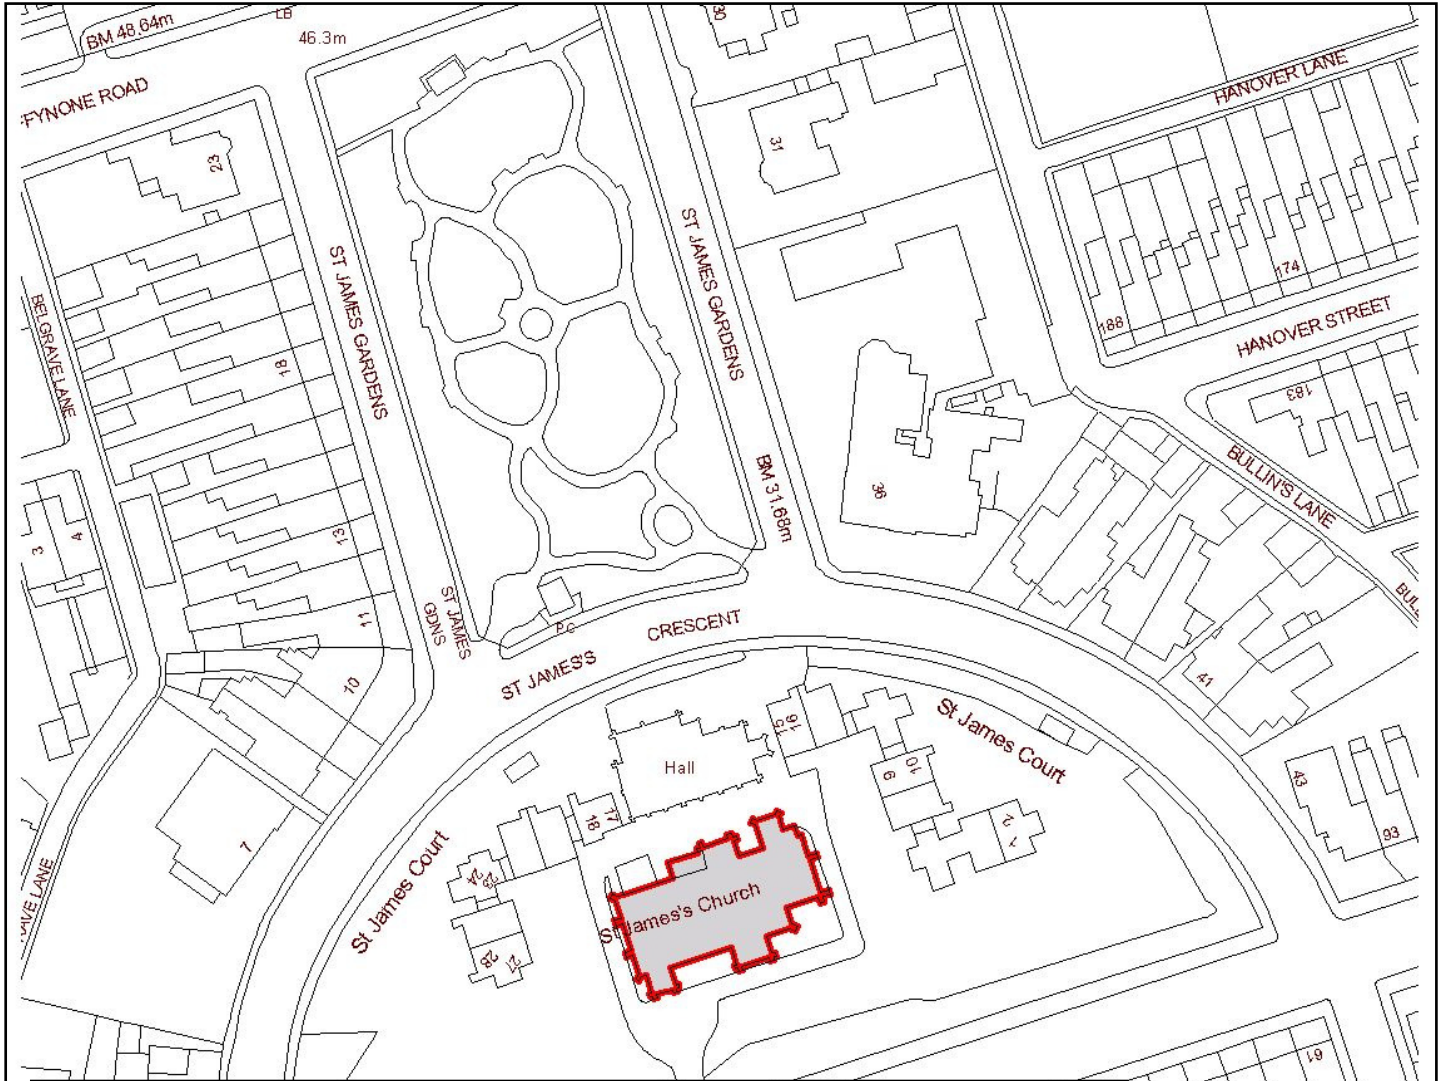 LB
30
BM 48.64m
46.3m
FYNONE ROAD
HANOVER LANE
31
23
ST JAMES GARDENS
ST JAMES GARDENS
174
188
HANOVER STREET
BELGRAVE LANE
18
183
BM 31.68m
36
BULLIN'S LANE
3
4
13
ST JAMES
GDNS
11
PC
CRESCENT
ST JAMES'S
10
41
St James Court
16
15
Hall
10
9
43
17
18
2
1
93
7
St James Court
24
23
St James's Church
27
28
61